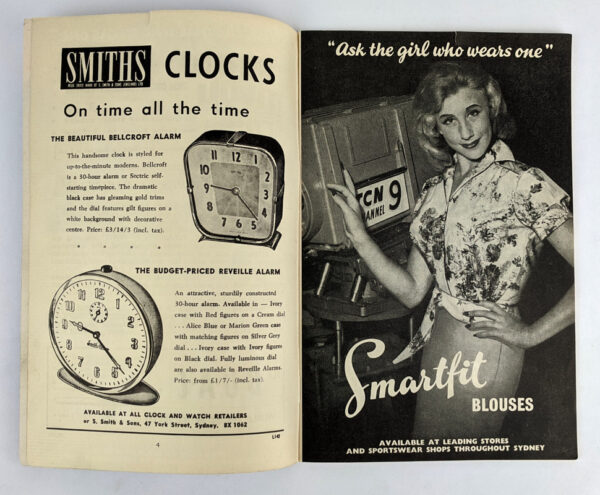 SMITHS
CLOCKS
On time all the time
THE BEAUTIFUL BELLCROFT ALARM
This handsome clock is styled for
up-to-the-minute moderns. Bellcroft
is a 30-hour alarm or Sectric self-
starting timepiece. The dramatic
black case has gleaming gold trims
and the dial features gilt figures on a
white background with decorative
centre. Price: £3/14/3 (incl. tax).
THE BUDGET-PRICED REVEILLE ALARM
An attractive, sturdily constructed
30-hour alarm. Available in — Ivory
case with Red figures on a Cream dial
. . . Alice Blue or Marion Green case
with matching figures on Silver Grey
dial . . . Ivory case with Ivory figures
on Black dial. Fully luminous dial
are also available in Reveille Alarms.
Price: from £1/7/- (incl. tax).
AVAILABLE AT ALL CLOCK AND WATCH RETAILERS
or S. Smith & Sons, 47 York Street, Sydney. BX 1062
4
"Ask the girl who wears one"
TCN 9
CHANNEL
Smartfit
BLOUSES
AVAILABLE AT LEADING STORES
AND SPORTSWEAR SHOPS THROUGHOUT SYDNEY